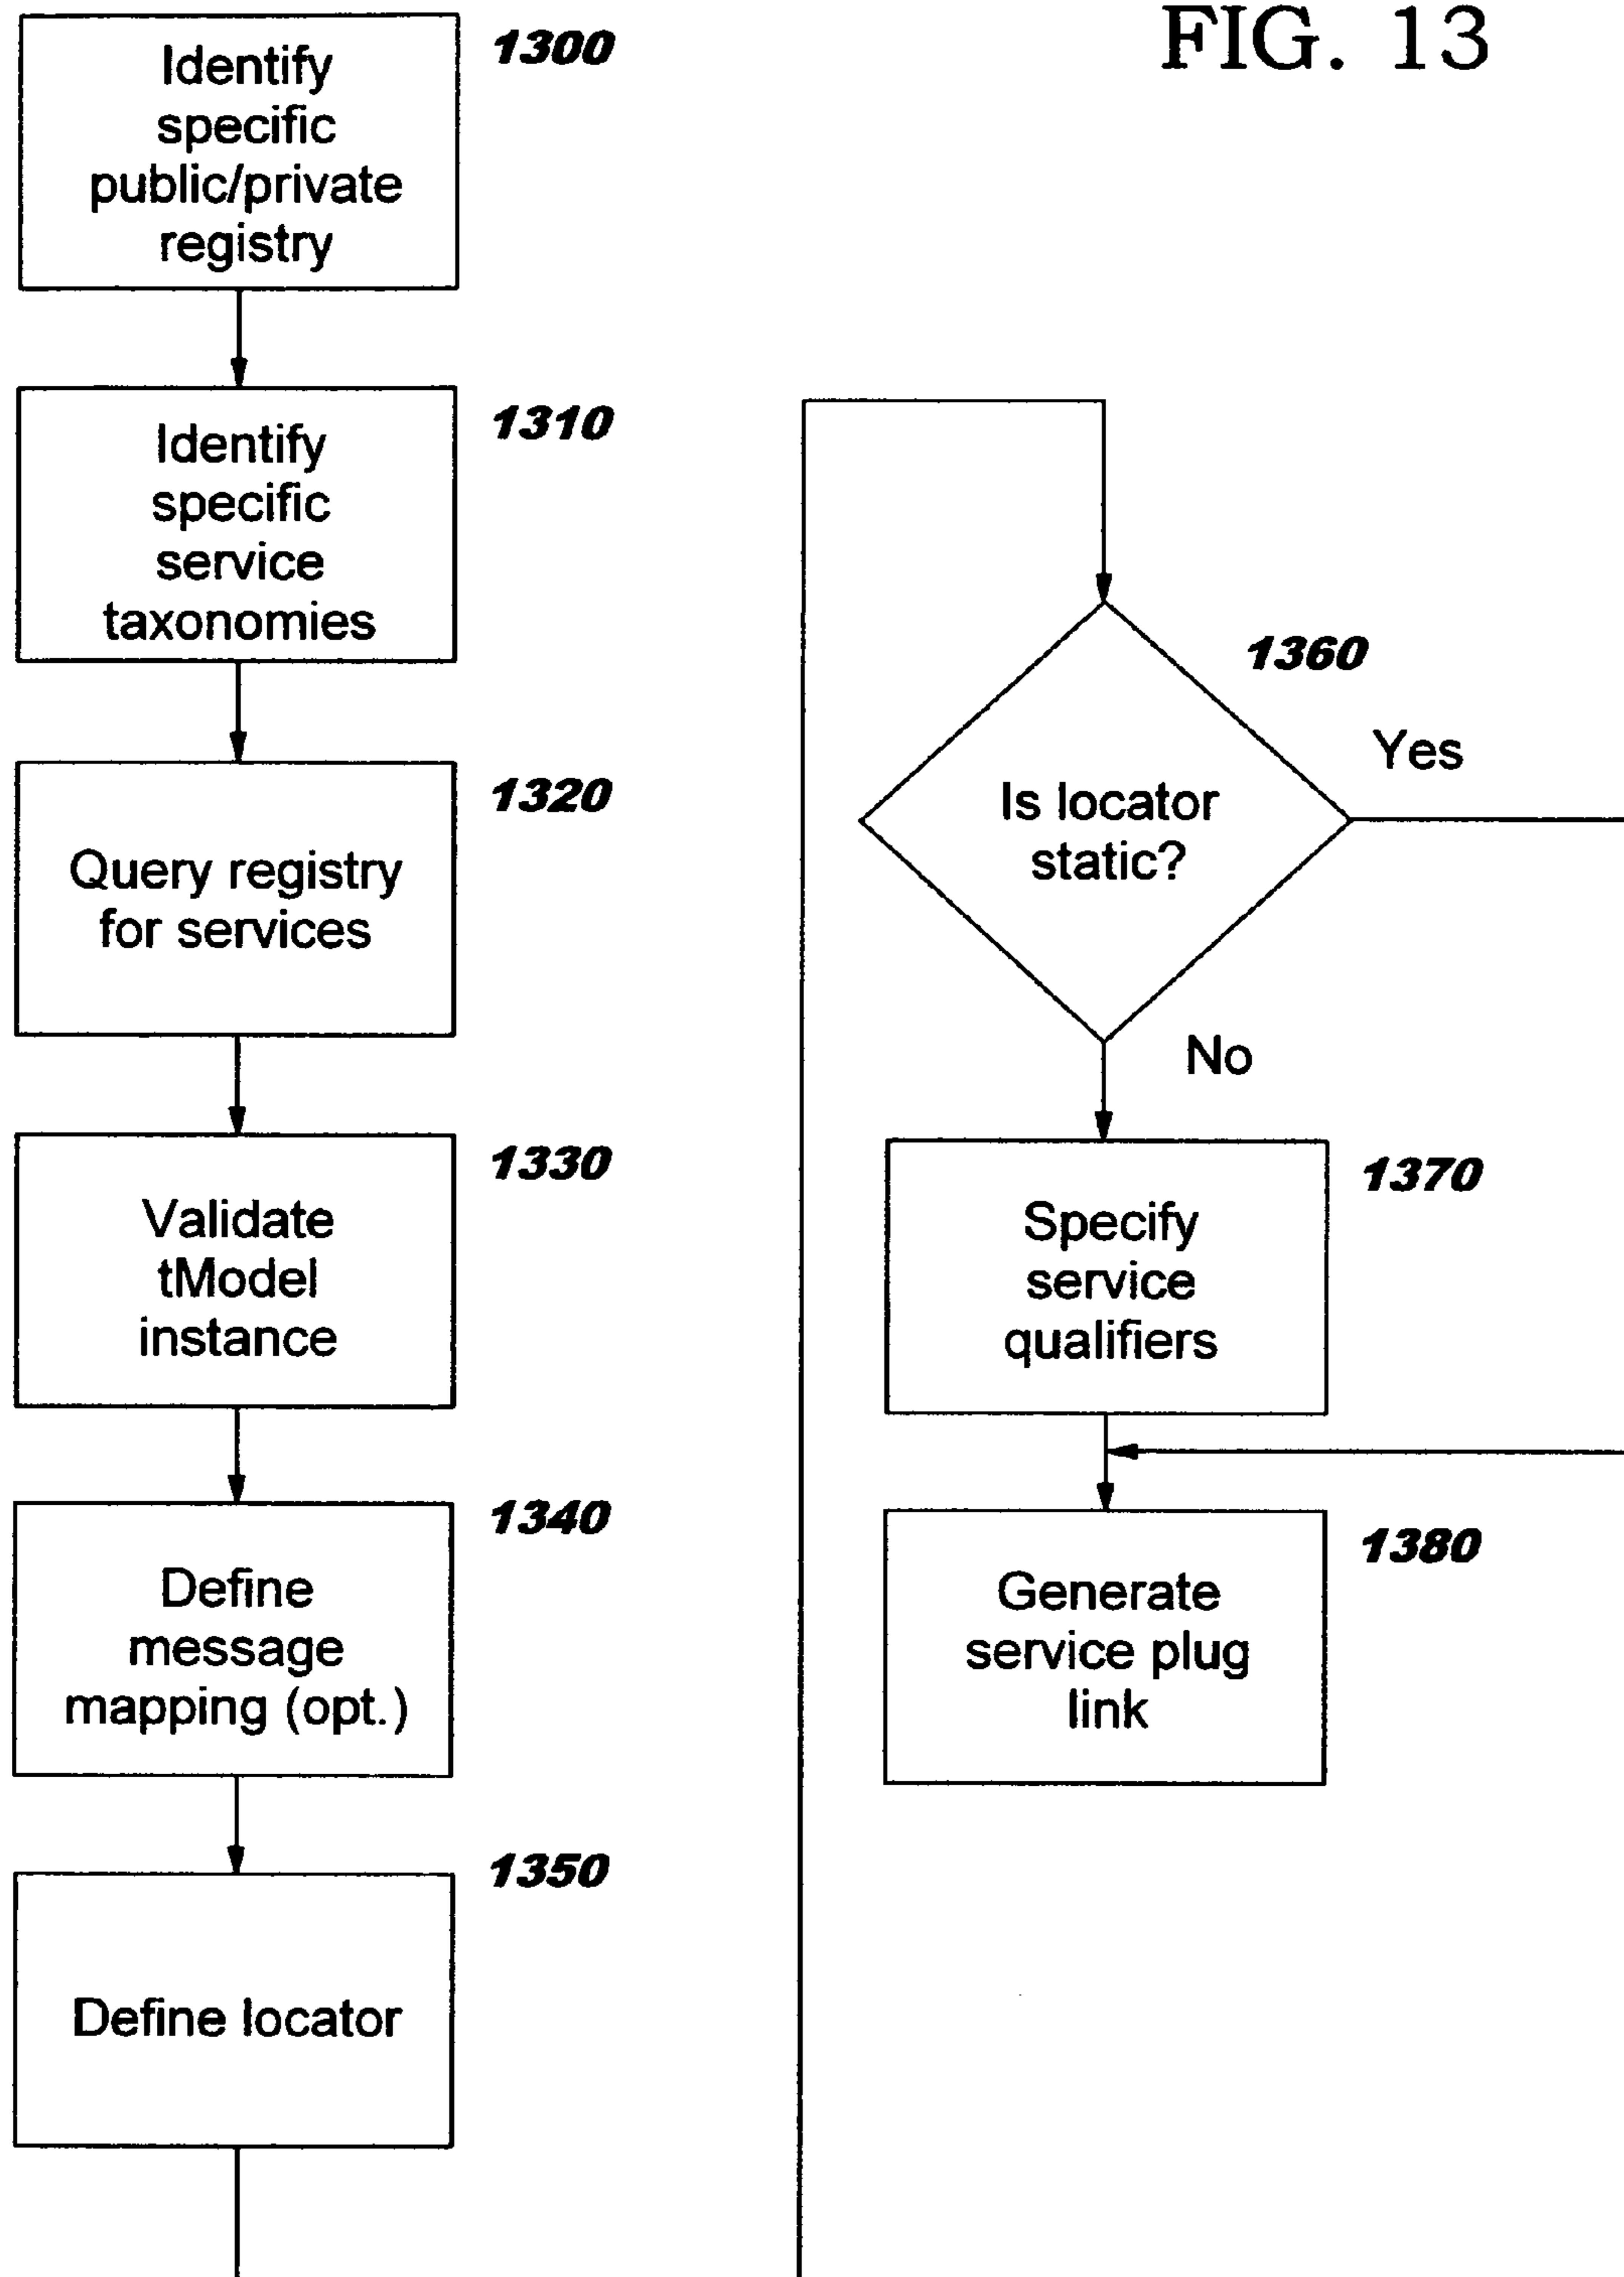 FIG. 13
1300
Identify
specific
public/private
registry
1310
Identify
specific
service
taxonomies
1320
Query registry
for services
1330
Validate
tModel
instance
1340
Define
message
mapping (opt.)
1350
Define locator
1360
Is locator
static?
Yes
No
1370
Specify
service
qualifiers
1380
Generate
service plug
link